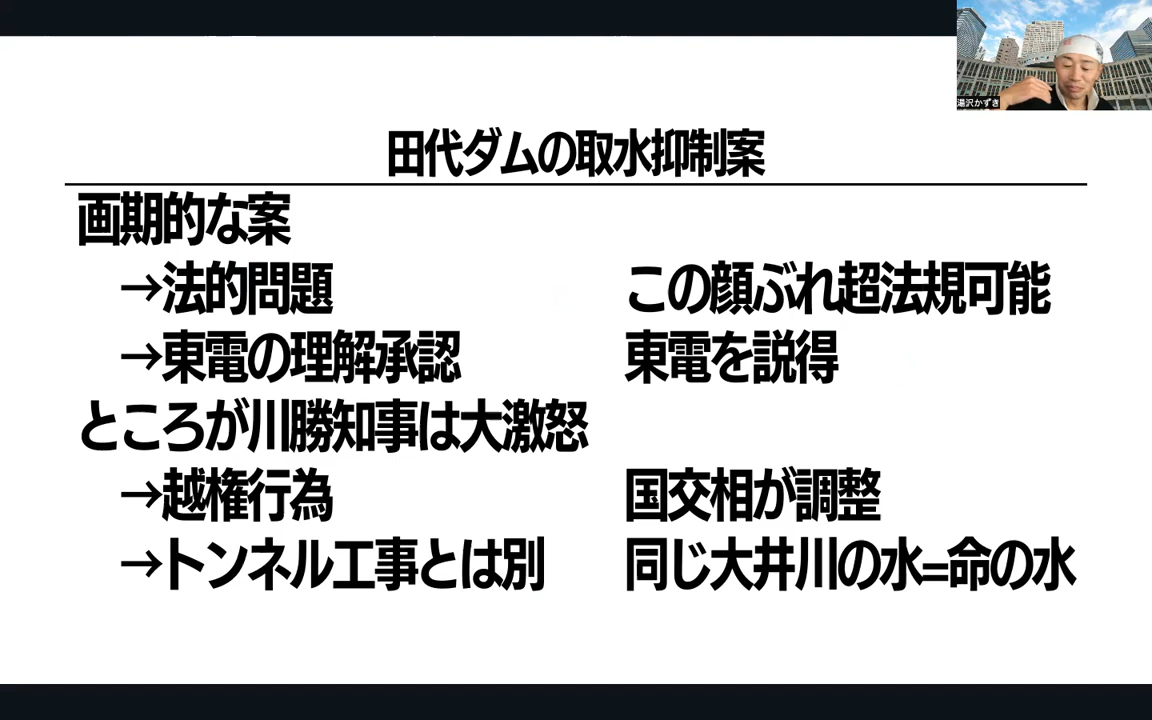 湯沢かずき
田代ダムの取水抑制案
画期的な案
→法的問題 この顔ぶれ超法規可能
→東電の理解承認 東電を説得
ところが川勝知事は大激怒
→越権行為 国交相が調整
→トンネル工事とは別 同じ大井川の水=命の水